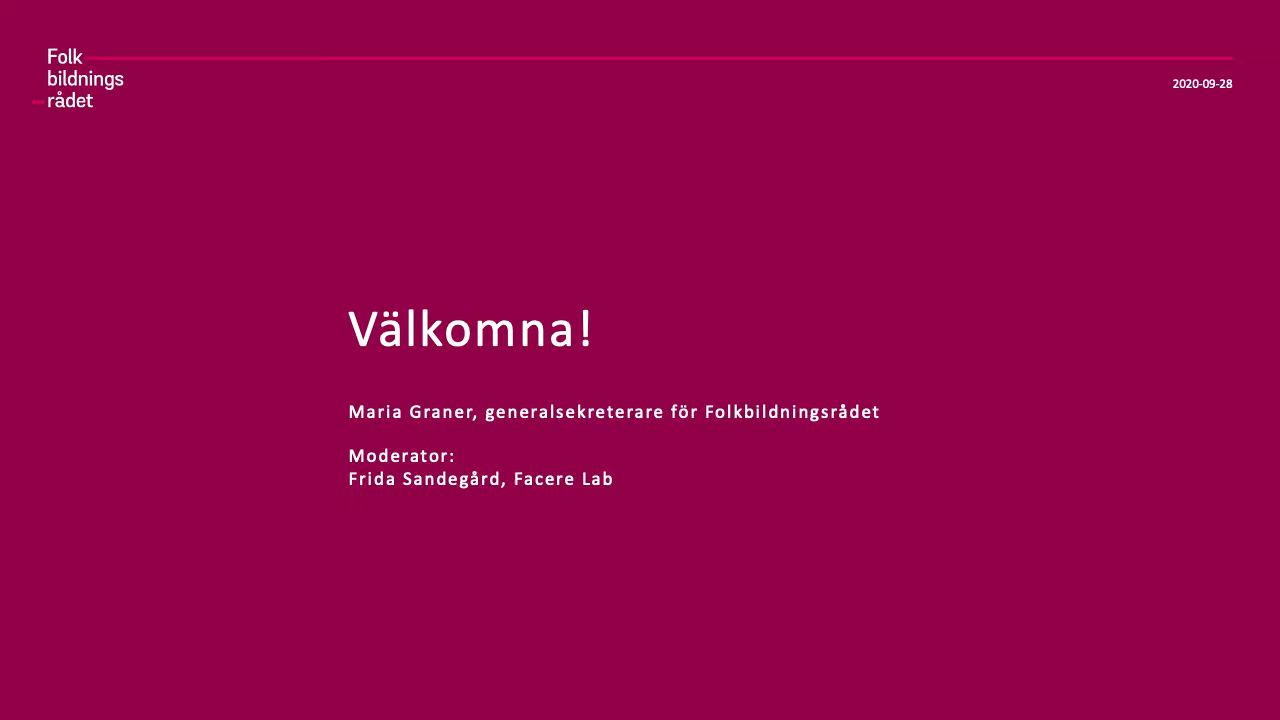 Folk
bildnings
rådet
2020-09-28
Välkomna!
Maria Graner, generalsekreterare för Folkbildningsrådet
Moderator:
Frida Sandegård, Facere Lab